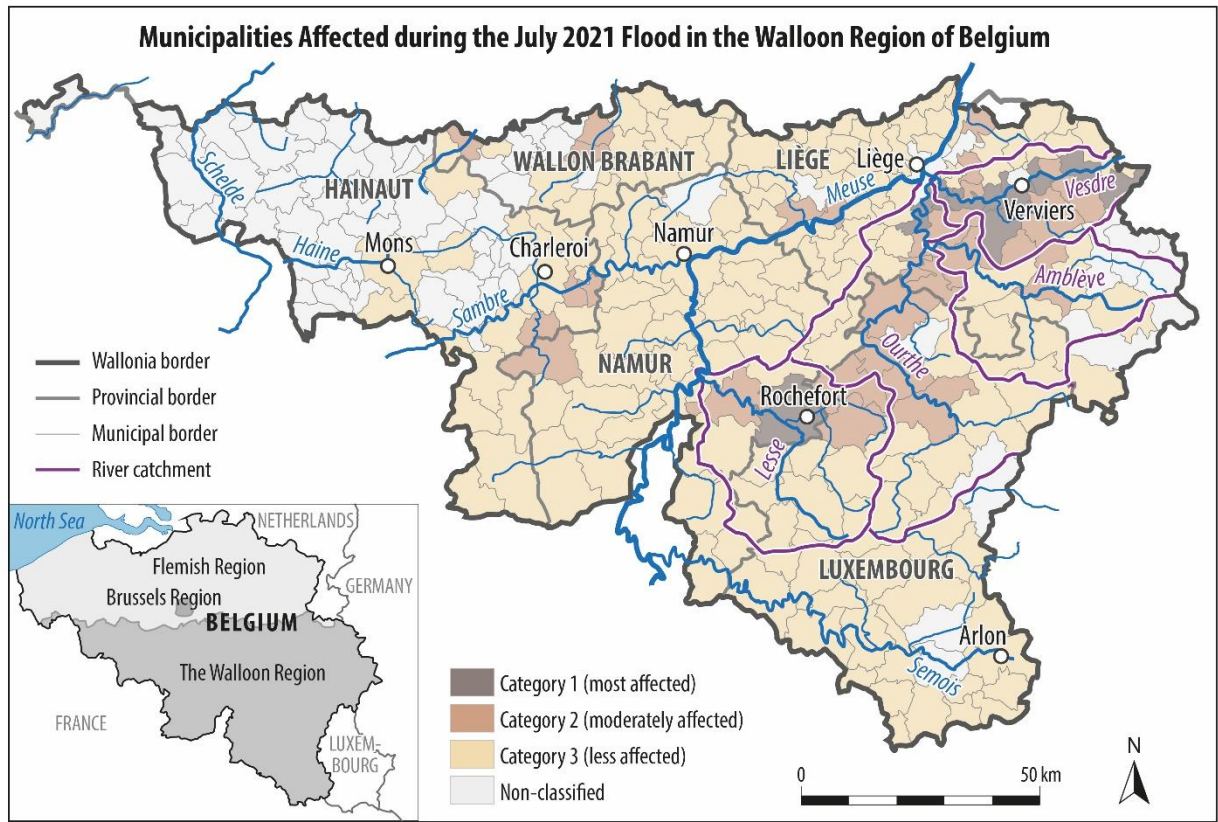 Municipalities Affected during the July 2021 Flood in the Walloon Region of Belgium
Schelde
HAINAUT
WALLON BRABANT
LIÈGE
Liège
Meuse
Vesdre
Verviers
Haine
Mons
Charleroi
Namur
Amblève
Sambre
NAMUR
Ourthe
Rochefort
Lesse
LUXEMBOURG
Arlon
Semois
Wallonia border
Provincial border
Municipal border
River catchment
North Sea
NETHERLANDS
Flemish Region
GERMANY
Brussels Region
BELGIUM
The Walloon Region
FRANCE
LUXEM-
BOURG
Category 1 (most affected)
Category 2 (moderately affected)
Category 3 (less affected)
Non-classified
0
50 km
N